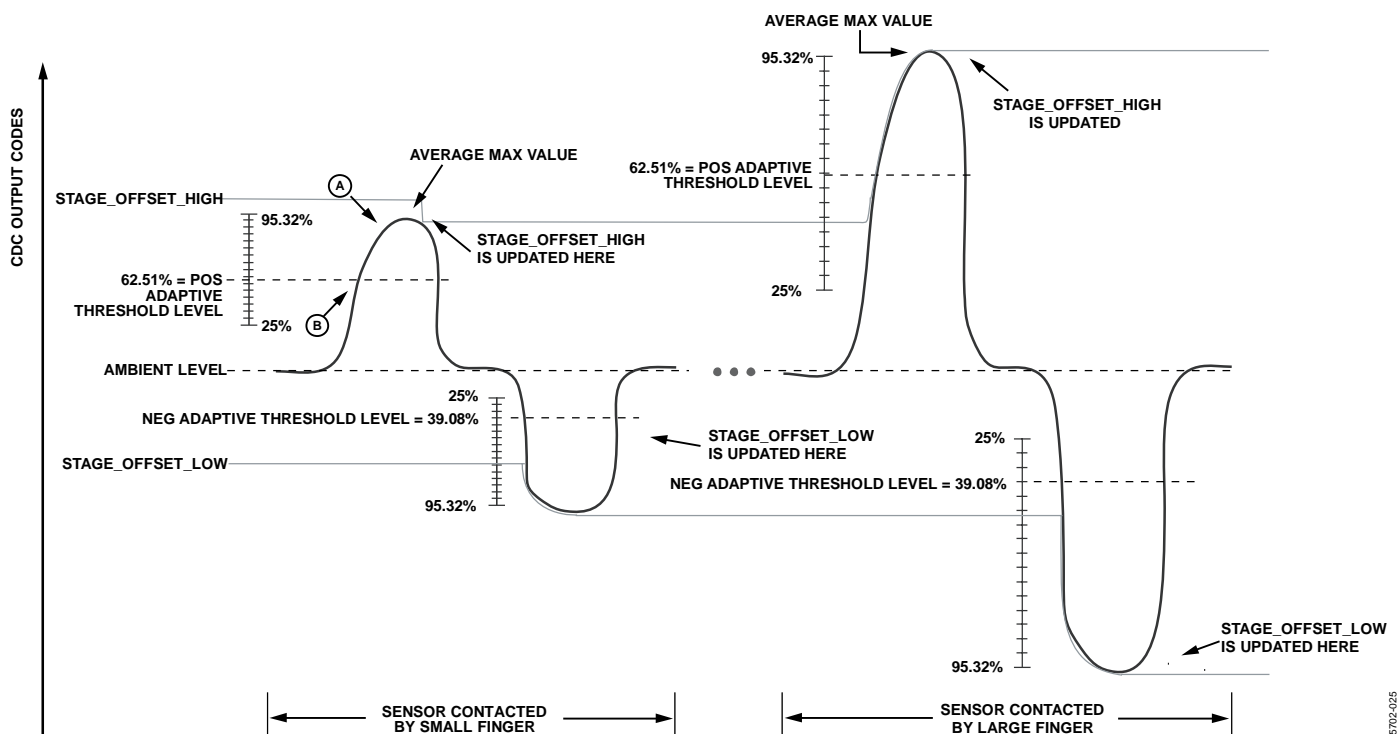 AVERAGE MAX VALUE
95.32%
STAGE_OFFSET_HIGH
IS UPDATED
CDC OUTPUT CODES
AVERAGE MAX VALUE
62.51% = POS ADAPTIVE
THRESHOLD LEVEL
A
STAGE_OFFSET_HIGH
95.32%
STAGE_OFFSET_HIGH
IS UPDATED HERE
62.51% = POS
ADAPTIVE
THRESHOLD LEVEL
25%
B
25%
AMBIENT LEVEL
25%
NEG ADAPTIVE THRESHOLD LEVEL = 39.08%
STAGE_OFFSET_LOW
IS UPDATED HERE
25%
STAGE_OFFSET_LOW
NEG ADAPTIVE THRESHOLD LEVEL = 39.08%
95.32%
STAGE_OFFSET_LOW
IS UPDATED HERE
95.32%
SENSOR CONTACTED
BY SMALL FINGER
SENSOR CONTACTED
BY LARGE FINGER
5702-025